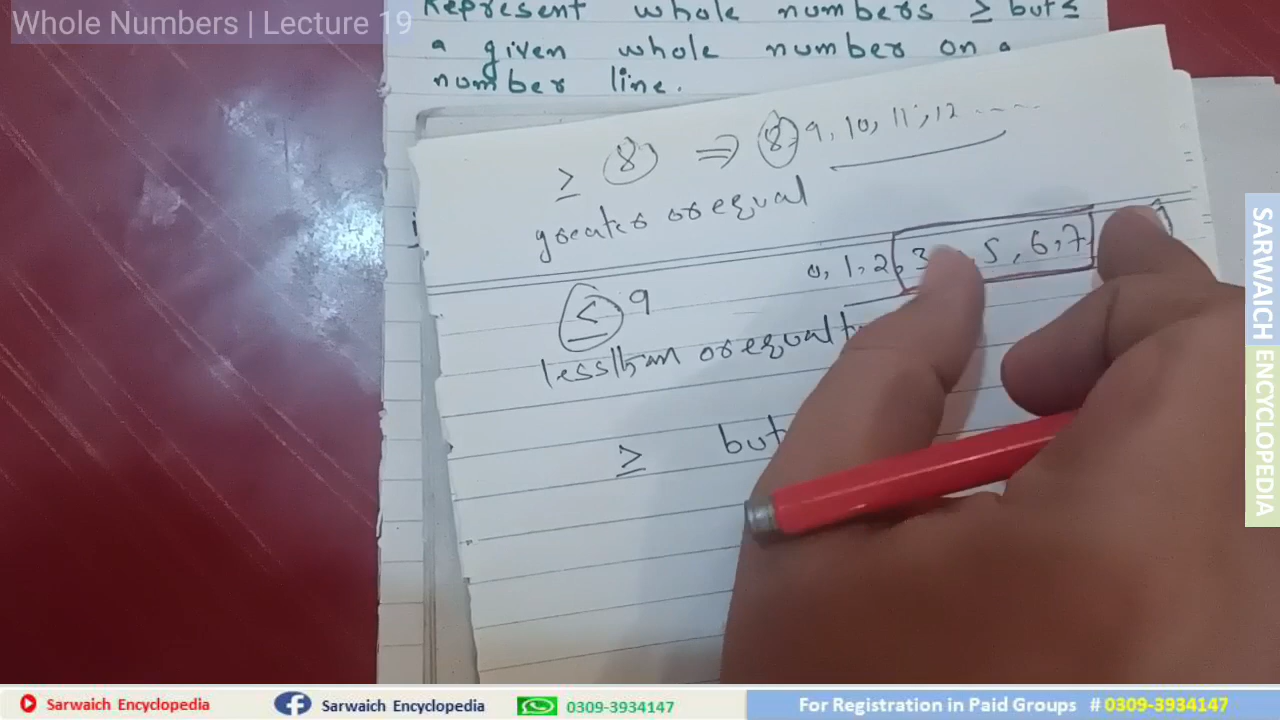 Whole Numbers | Lecture 19
Represent whole numbers ≥ but ≤
a given whole number on a
number line.
≥ 8 ⇒ 8, 9, 10, 11, 12 ......
greater or equal
0, 1, 2, 3, 5, 6, 7
≤ 9
less than or equal
≥ but
SARWAICH ENCYCLOPEDIA
Sarwaich Encyclopedia
Sarwaich Encyclopedia
0309-3934147
For Registration in Paid Groups # 0309-3934147